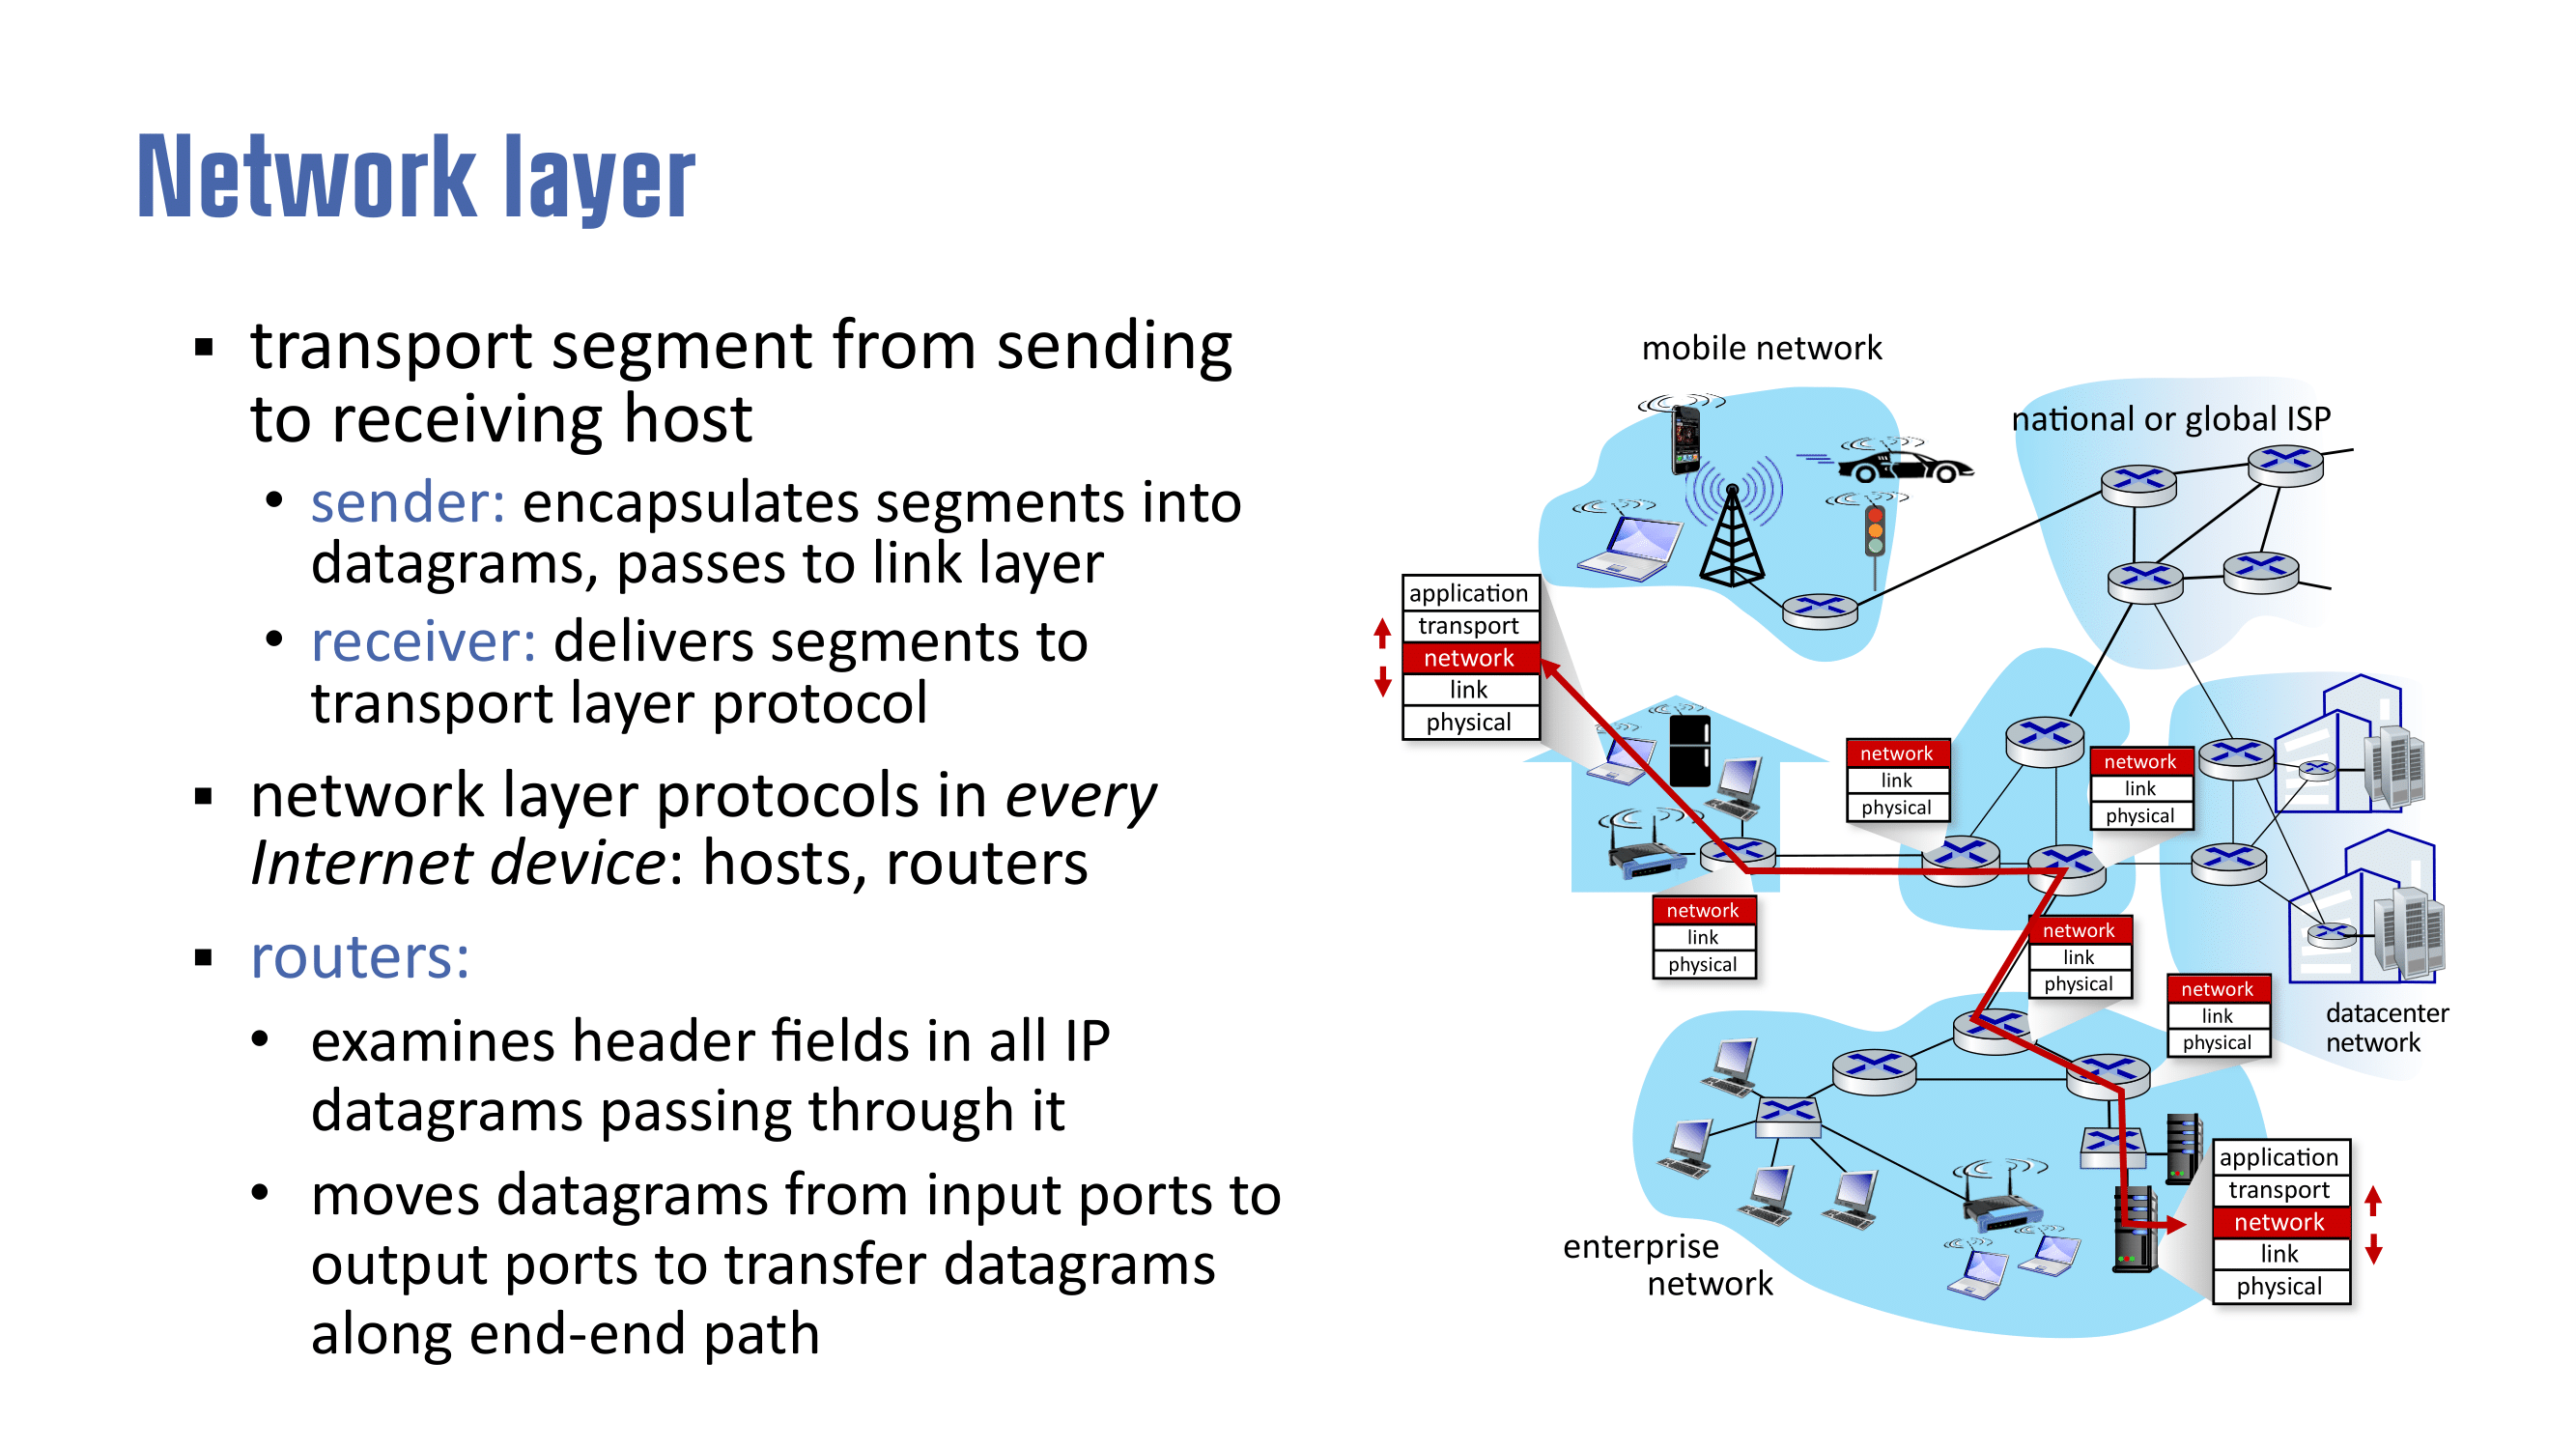 Network layer
▪ transport segment from sending
to receiving host
• sender: encapsulates segments into
datagrams, passes to link layer
• receiver: delivers segments to
transport layer protocol
▪ network layer protocols in every
Internet device: hosts, routers
▪ routers:
• examines header fields in all IP
datagrams passing through it
• moves datagrams from input ports to
output ports to transfer datagrams
along end-end path
mobile network
national or global ISP
application
transport
network
link
physical
network
link
physical
network
link
physical
network
link
physical
network
link
physical
network
link
physical
datacenter
network
enterprise
network
application
transport
network
link
physical